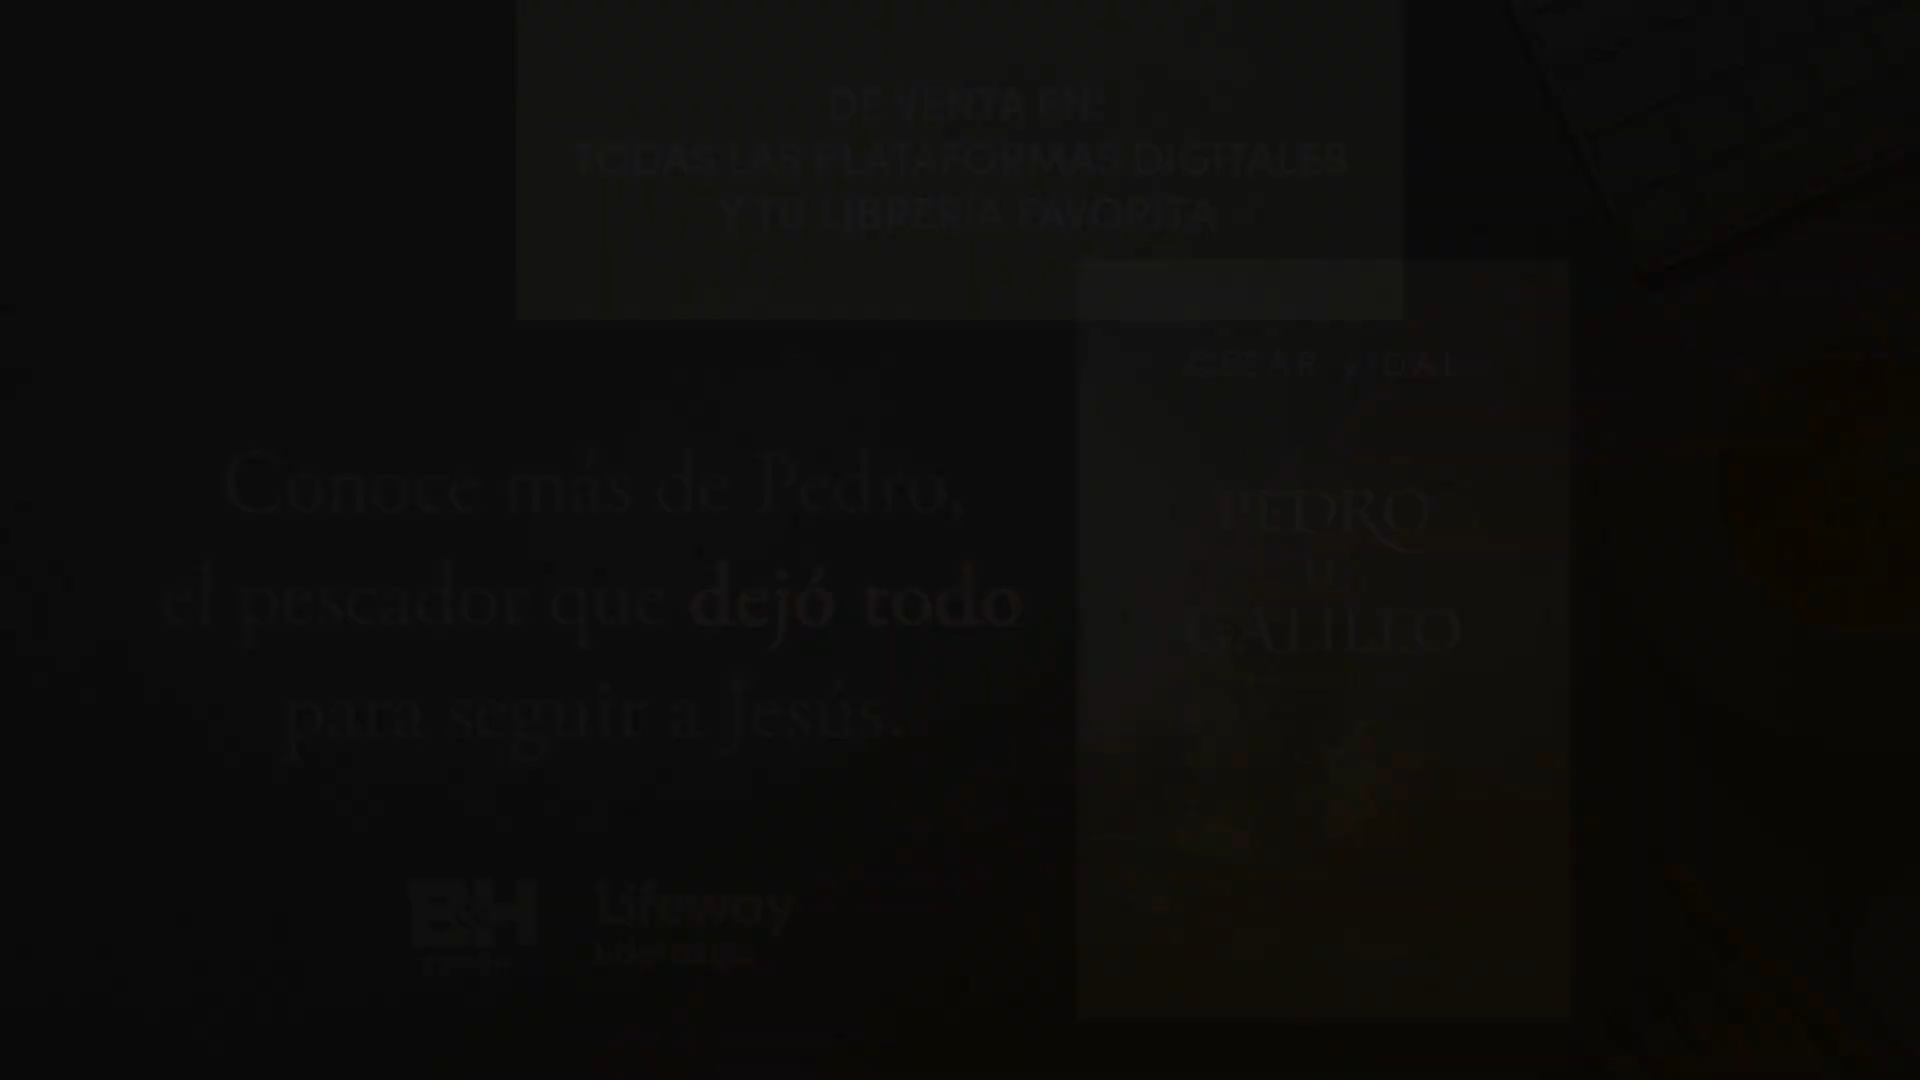 DE VENTA EN:
TODAS LAS PLATAFORMAS DIGITALES
Y TU LIBRERÍA FAVORITA
CÉSAR VIDAL
Conoce más de Pedro,
el pescador que dejó todo
para seguir a Jesús.
PEDRO
EL
GALILEO
B&H
ESPAÑOL
Lifeway